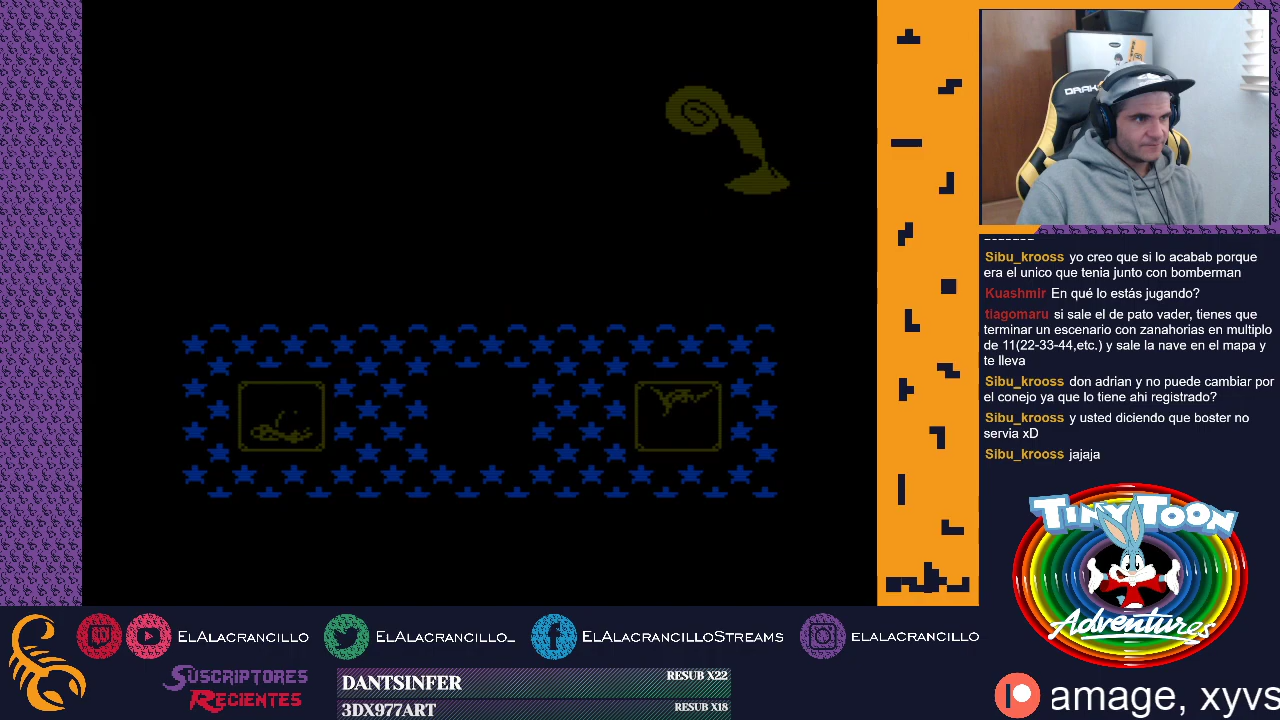 DRAK
Sibu_krooss yo creo que si lo acabab porque
era el unico que tenia junto con bomberman
Kuashmir En qué lo estás jugando?
tiagomaru si sale el de pato vader, tienes que
terminar un escenario con zanahorias en multiplo
de 11(22-33-44,etc.) y sale la nave en el mapa y
te lleva
Sibu_krooss don adrian y no puede cambiar por
el conejo ya que lo tiene ahi registrado?
Sibu_krooss y usted diciendo que boster no
servia xD
Sibu_krooss jajaja
TINY TOON
Adventures
ElAlacrancillo
ElAlacrancillo_
ElAlacrancilloStreams
elalacrancillo
Suscriptores
Recientes
DANTSINFER RESUB X22
3DX977ART RESUB X18
amage, xyvs